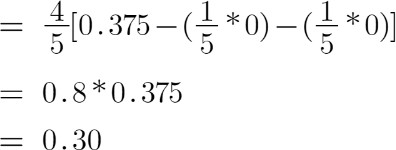 = 4/5[0.375−(1/5*0)−(1/5*0)]
= 0.8*0.375
= 0.30